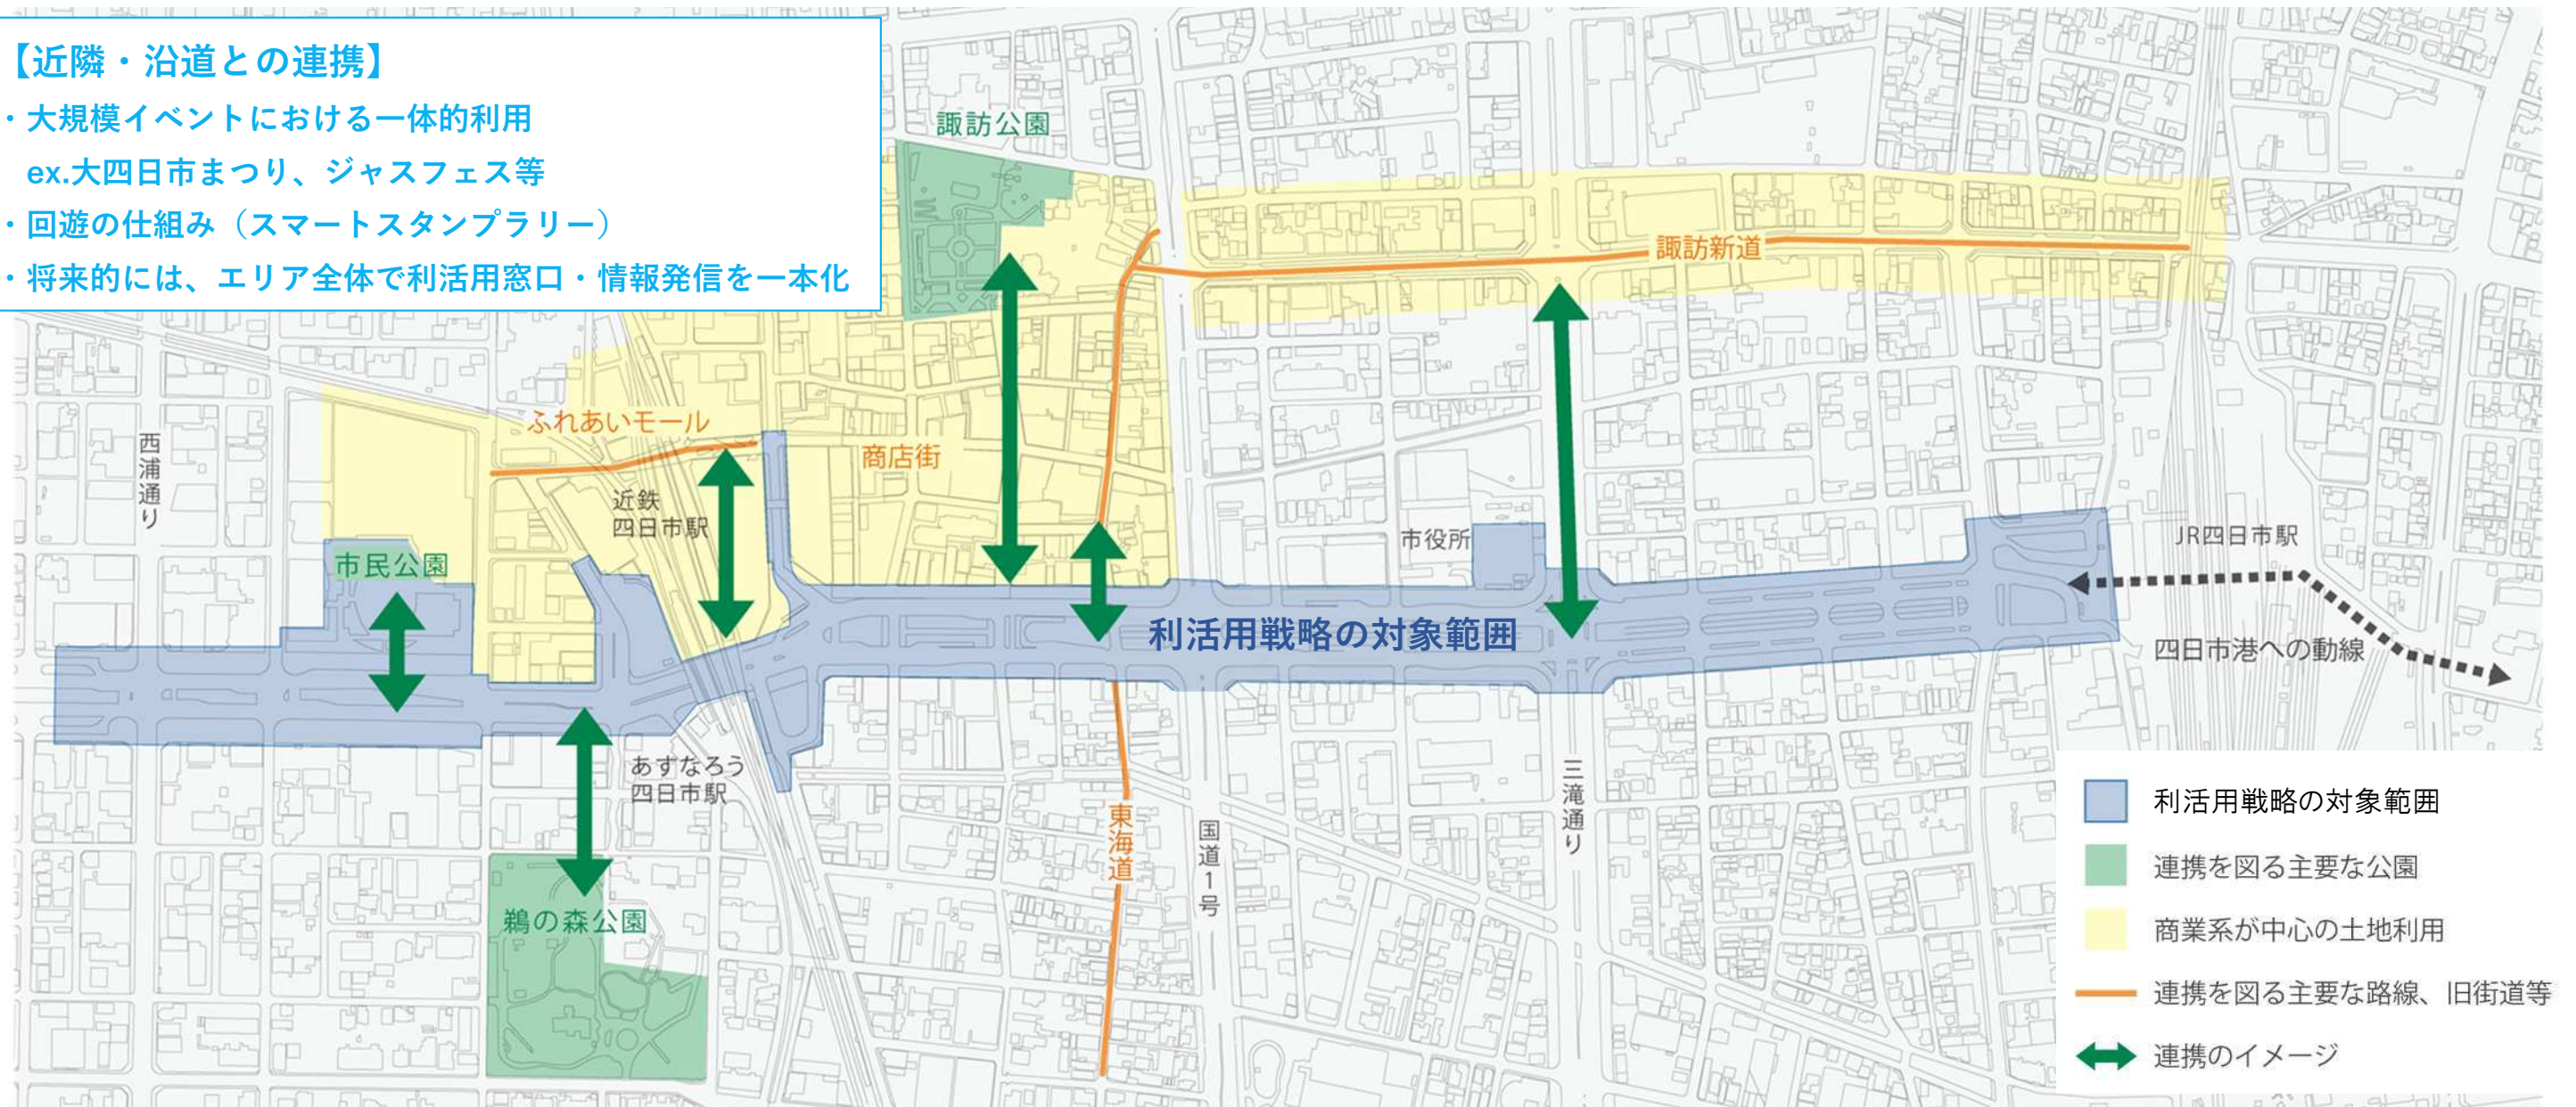 【近隣・沿道との連携】
・大規模イベントにおける一体的利用
ex.大四日市まつり、ジャズフェス等
・回遊の仕組み（スマートスタンプラリー）
・将来的には、エリア全体で利活用窓口・情報発信を一本化
諏訪公園
諏訪新道
ふれあいモール
商店街
西浦通り
近鉄
四日市駅
市民公園
市役所
JR四日市駅
利活用戦略の対象範囲
四日市港への動線
あすなろう
四日市駅
東海道
国道1号
三滝通り
鵜の森公園
利活用戦略の対象範囲
連携を図る主要な公園
商業系が中心の土地利用
連携を図る主要な路線、旧街道等
連携のイメージ